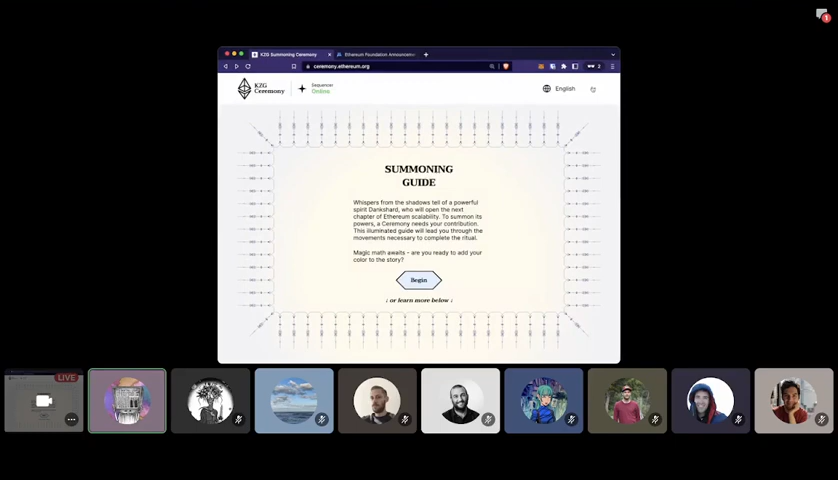 1
KZG Summoning Ceremony
Ethereum Foundation Announcemen
ceremony.ethereum.org
2
KZG
Ceremony
Sequencer
Online
English
SUMMONING
GUIDE
Whispers from the shadows tell of a powerful
spirit Dankshard, who will open the next
chapter of Ethereum scalability. To summon its
powers, a Ceremony needs your contribution.
This illuminated guide will lead you through the
movements necessary to complete the ritual.
Magic math awaits - are you ready to add your
color to the story?
Begin
: or learn more below :
LIVE